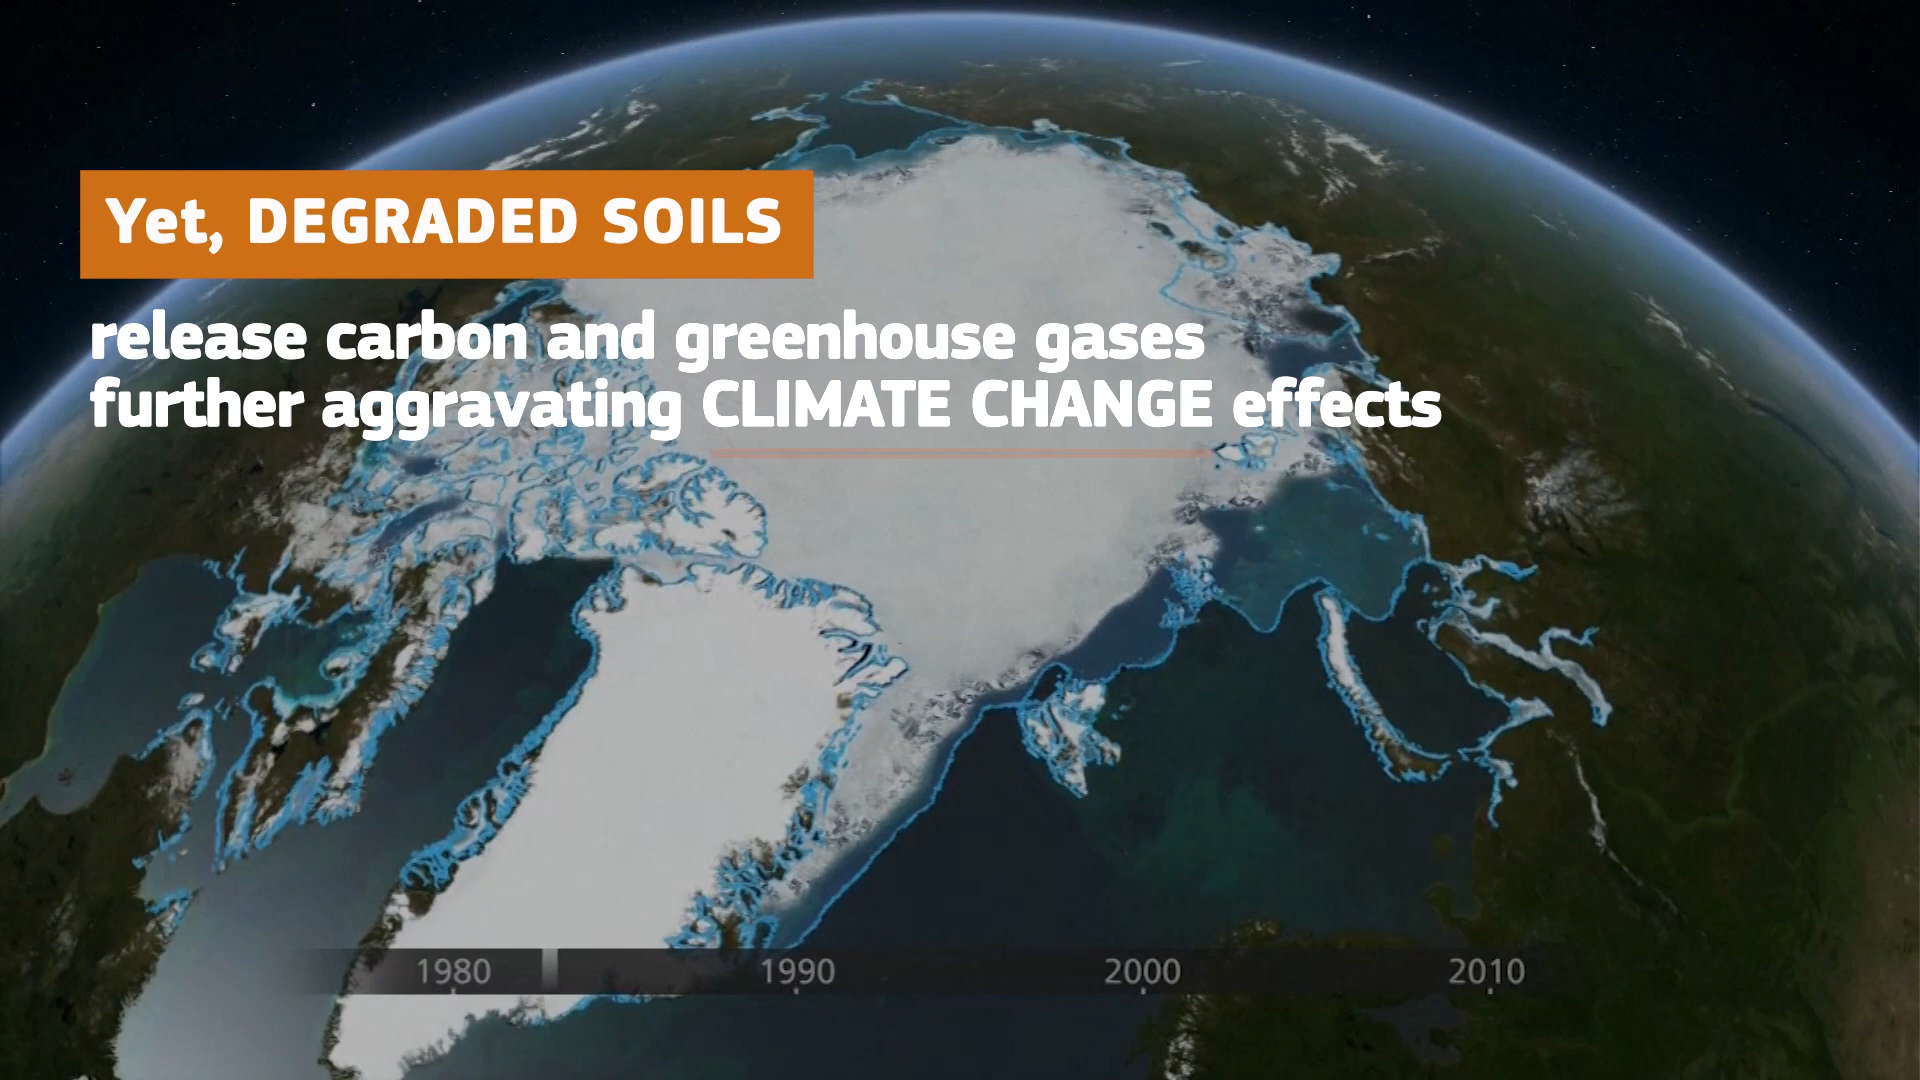 Yet, DEGRADED SOILS
release carbon and greenhouse gases
further aggravating CLIMATE CHANGE effects
1980 1990 2000 2010